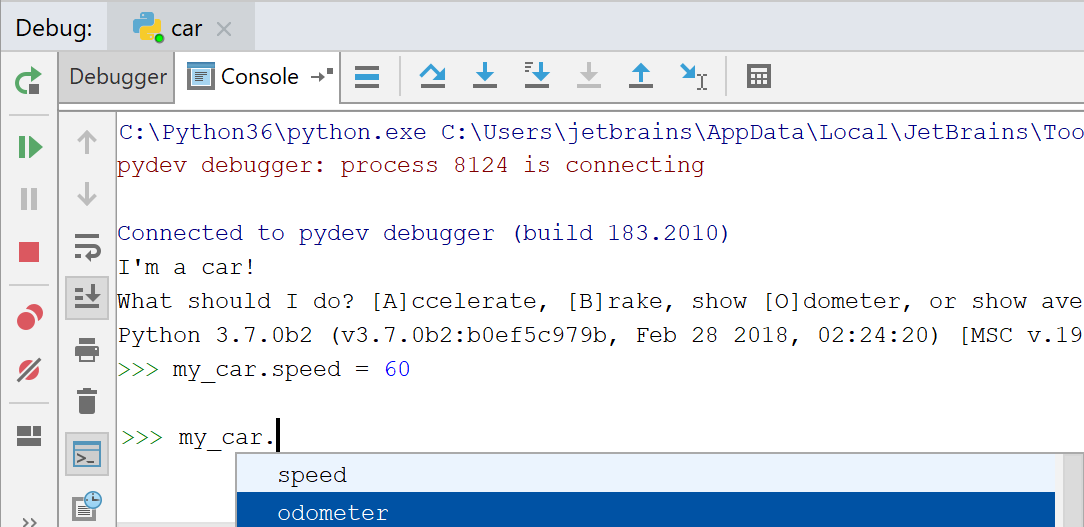 Debug: car
Debugger Console
C:\Python36\python.exe C:\Users\jetbrains\AppData\Local\JetBrains\Too
pydev debugger: process 8124 is connecting
Connected to pydev debugger (build 183.2010)
I'm a car!
What should I do? [A]ccelerate, [B]rake, show [O]dometer, or show ave
Python 3.7.0b2 (v3.7.0b2:b0ef5c979b, Feb 28 2018, 02:24:20) [MSC v.19
>>> my_car.speed = 60
>>> my_car.
speed
odometer